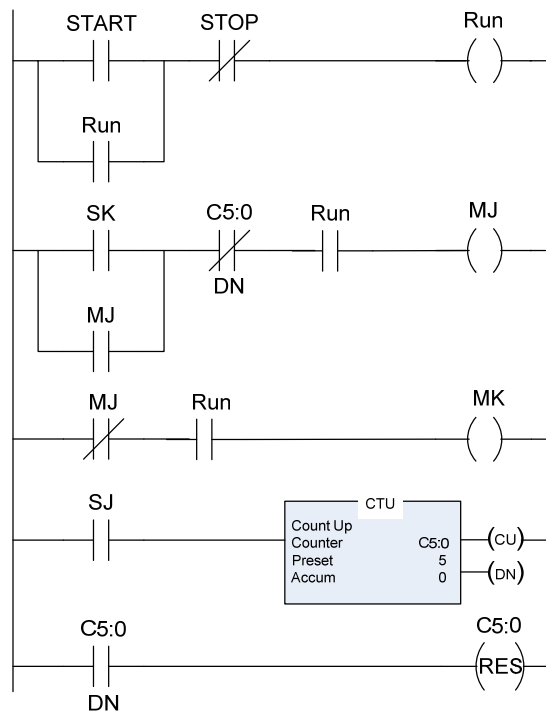 START STOP Run
Run
SK C5:0 Run MJ
DN
MJ
MJ Run MK
SJ
CTU
Count Up
Counter C5:0 (CU)
Preset 5
Accum 0 (DN)
C5:0 C5:0
RES
DN